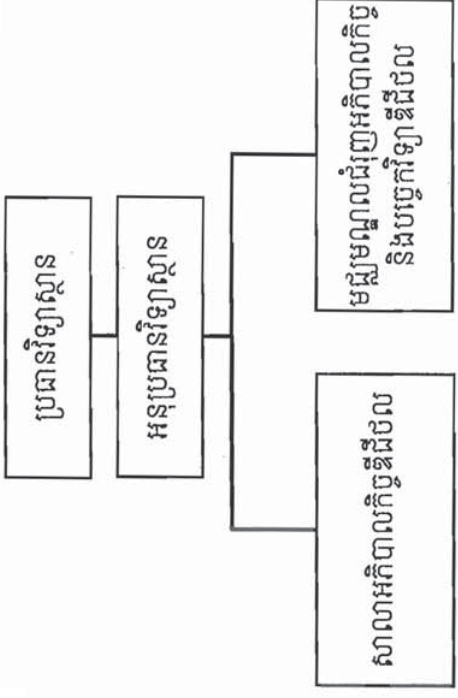 ប្រធានវិទ្យាស្ថាន
អនុប្រធានវិទ្យាស្ថាន
សាលាអភិបាលកិច្ចឌីជីថល
មជ្ឈមណ្ឌលជំរុញអភិបាលកិច្ច
និងបច្ចេកវិទ្យាឌីជីថល